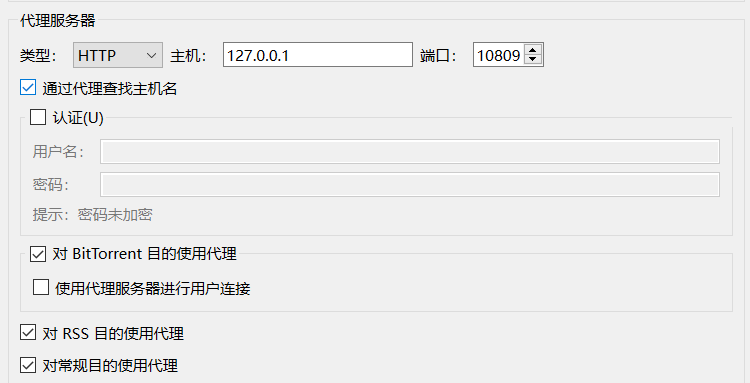 代理服务器
类型： HTTP 主机： 127.0.0.1 端口： 10809
通过代理查找主机名
认证(U)
用户名：
密码：
提示：密码未加密
对 BitTorrent 目的使用代理
使用代理服务器进行用户连接
对 RSS 目的使用代理
对常规目的使用代理